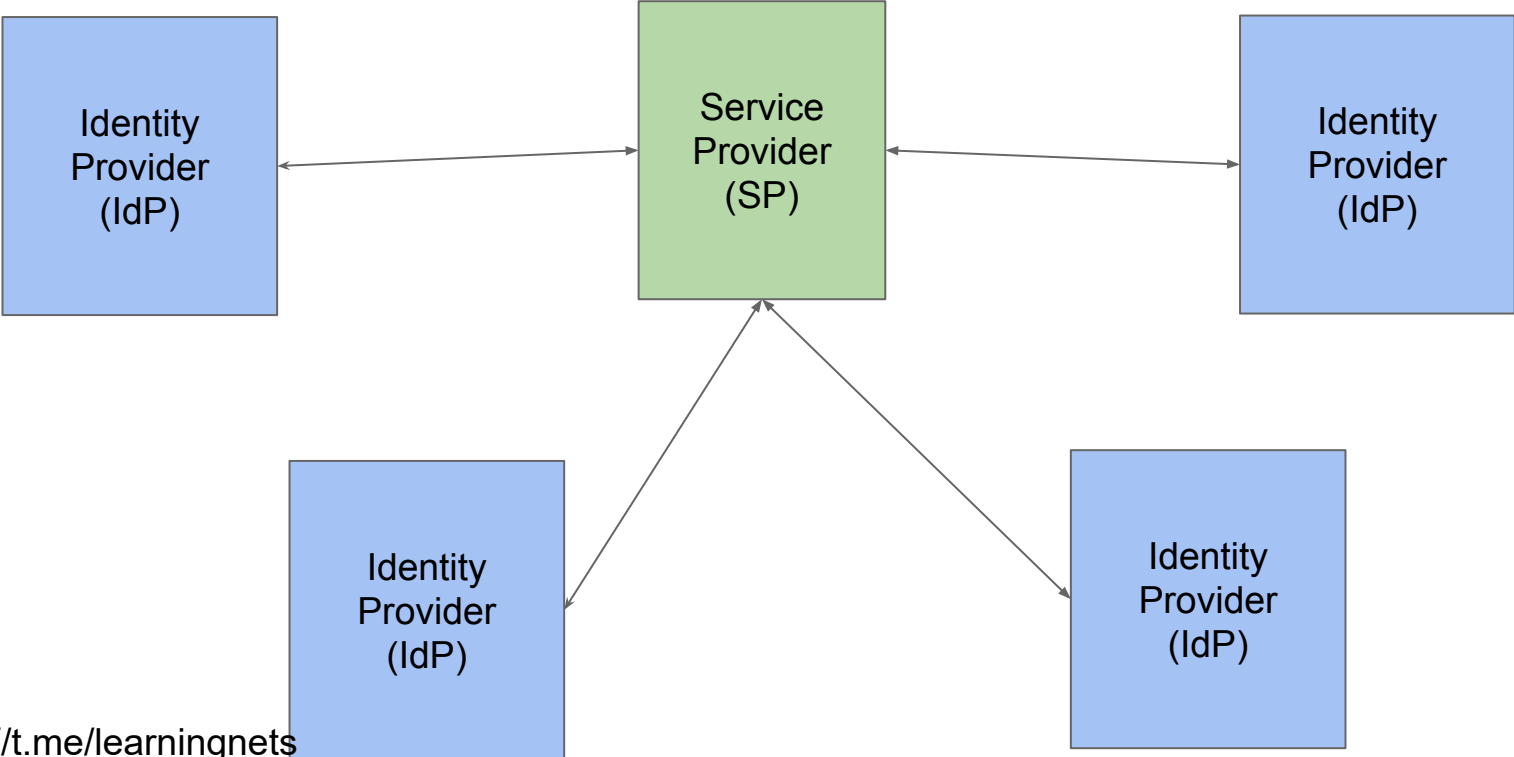 Identity
Provider
(IdP)
Service
Provider
(SP)
Identity
Provider
(IdP)
Identity
Provider
(IdP)
Identity
Provider
(IdP)
/t.me/learningnets